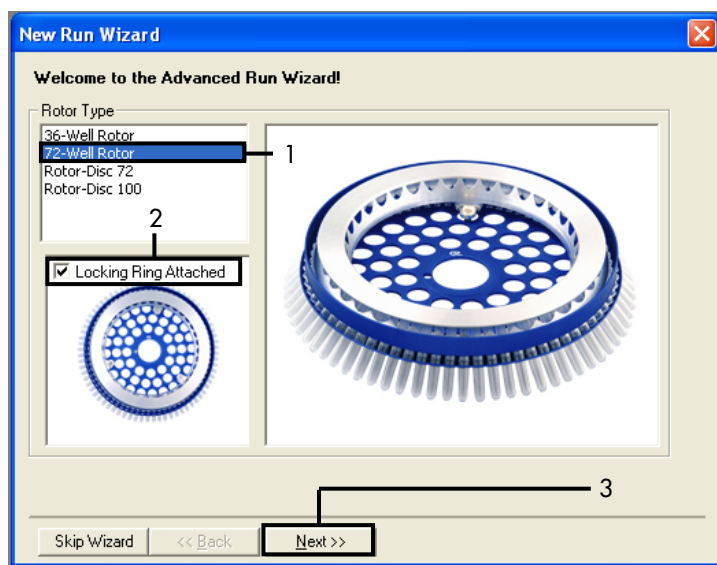 New Run Wizard
Welcome to the Advanced Run Wizard!
Rotor Type
36-Well Rotor
72-Well Rotor
Rotor-Disc 72
Rotor-Disc 100
1
2
Locking Ring Attached
3
Skip Wizard
<< Back
Next >>